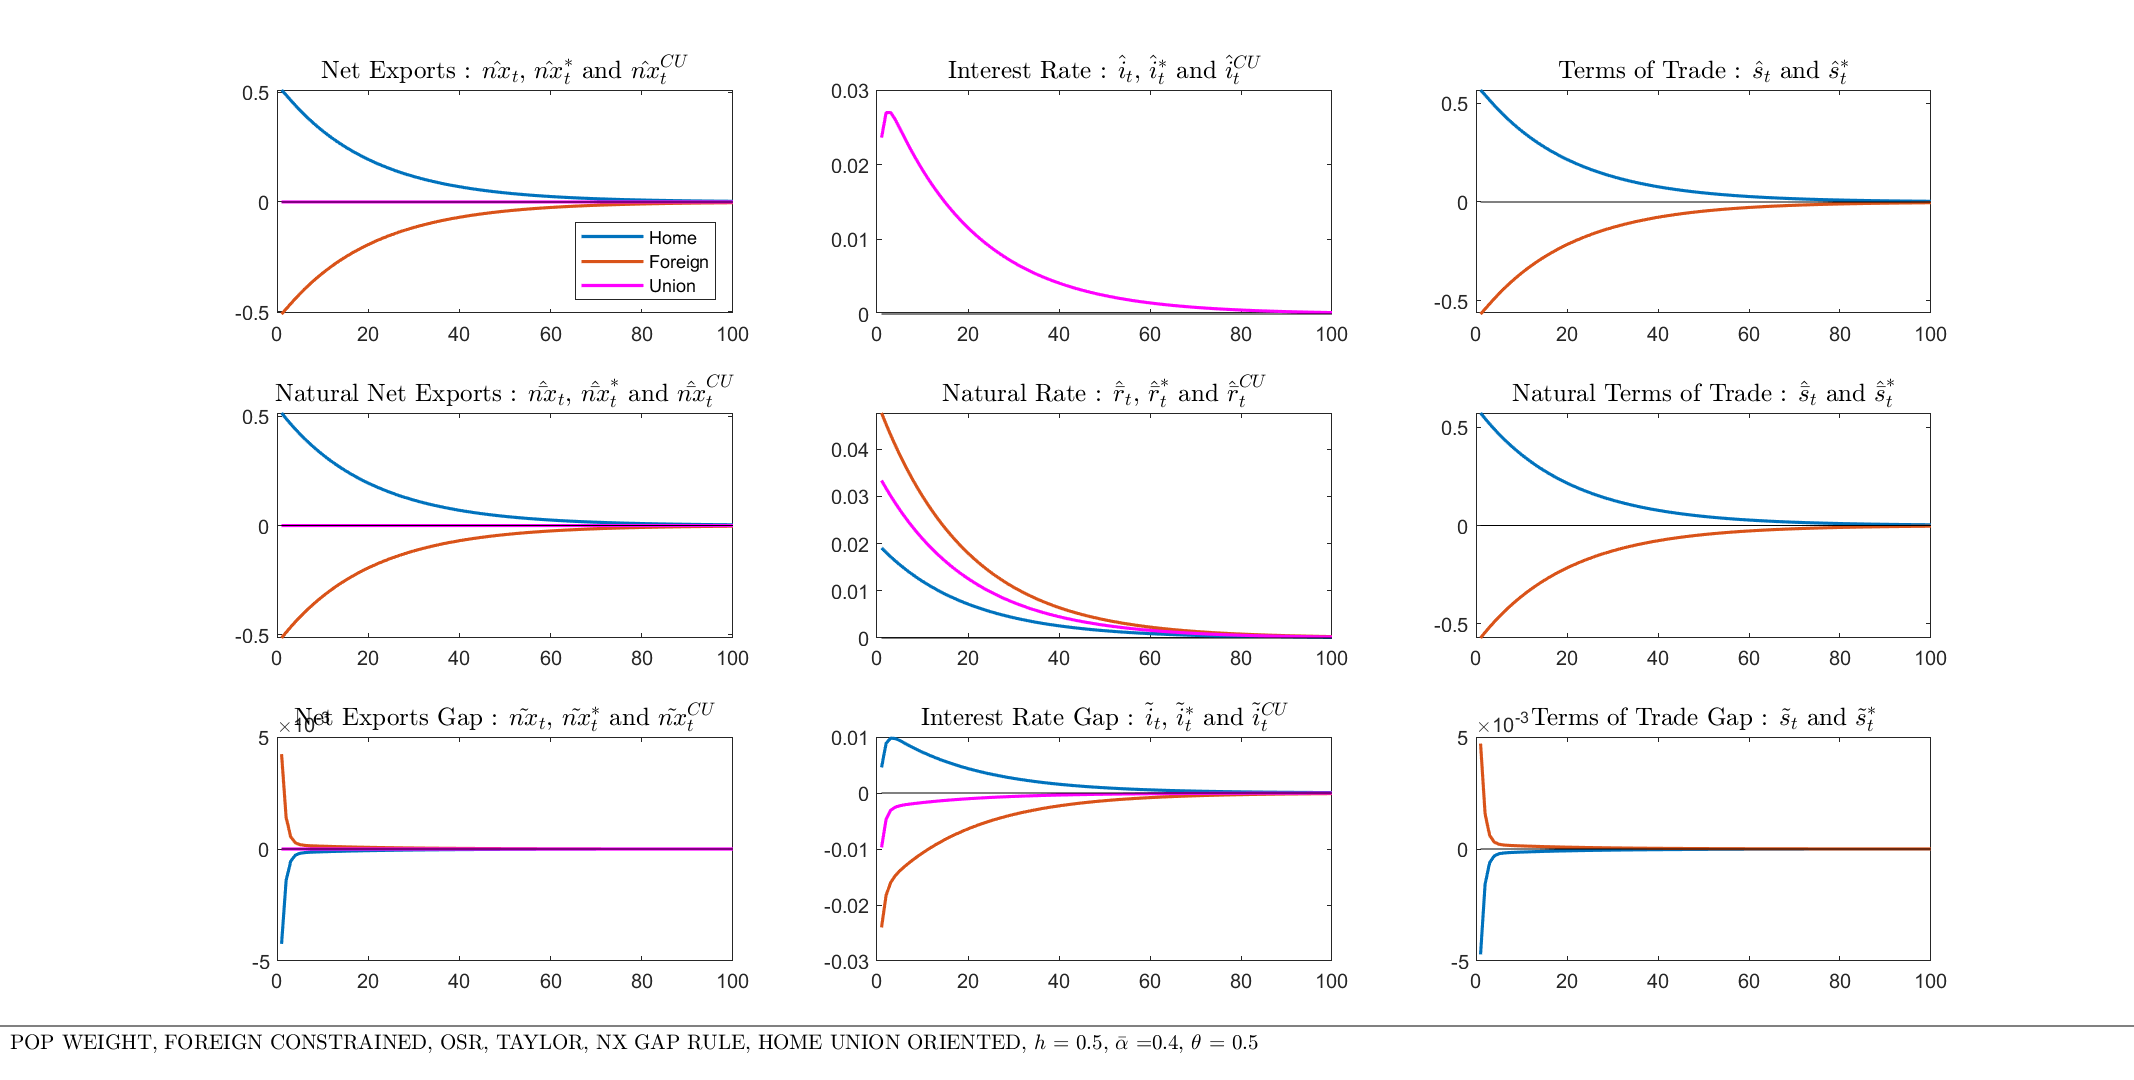 Net Exports : n̂x_t, n̂x_t^* and n̂x_t^{CU}
0.5
0
-0.5
0 20 40 60 80 100
Home
Foreign
Union
Interest Rate : î_t, î_t^* and î_t^{CU}
0.03
0.02
0.01
0
0 20 40 60 80 100
Terms of Trade : ŝ_t and ŝ_t^*
0.5
0
-0.5
0 20 40 60 80 100
Natural Net Exports : n̄̂x_t, n̄̂x_t^* and n̄̂x_t^{CU}
0.5
0
-0.5
0 20 40 60 80 100
Natural Rate : r̄̂_t, r̄̂_t^* and r̄̂_t^{CU}
0.04
0.03
0.02
0.01
0
0 20 40 60 80 100
Natural Terms of Trade : s̄̂_t and s̄̂_t^*
0.5
0
-0.5
0 20 40 60 80 100
Net Exports Gap : ñx_t, ñx_t^* and ñx_t^{CU}
×10^{-3}
5
0
-5
0 20 40 60 80 100
Interest Rate Gap : ĩ_t, ĩ_t^* and ĩ_t^{CU}
0.01
0
-0.01
-0.02
-0.03
0 20 40 60 80 100
Terms of Trade Gap : s̃_t and s̃_t^*
×10^{-3}
5
0
-5
0 20 40 60 80 100
POP WEIGHT, FOREIGN CONSTRAINED, OSR, TAYLOR, NX GAP RULE, HOME UNION ORIENTED, h = 0.5, ᾱ =0.4, θ = 0.5